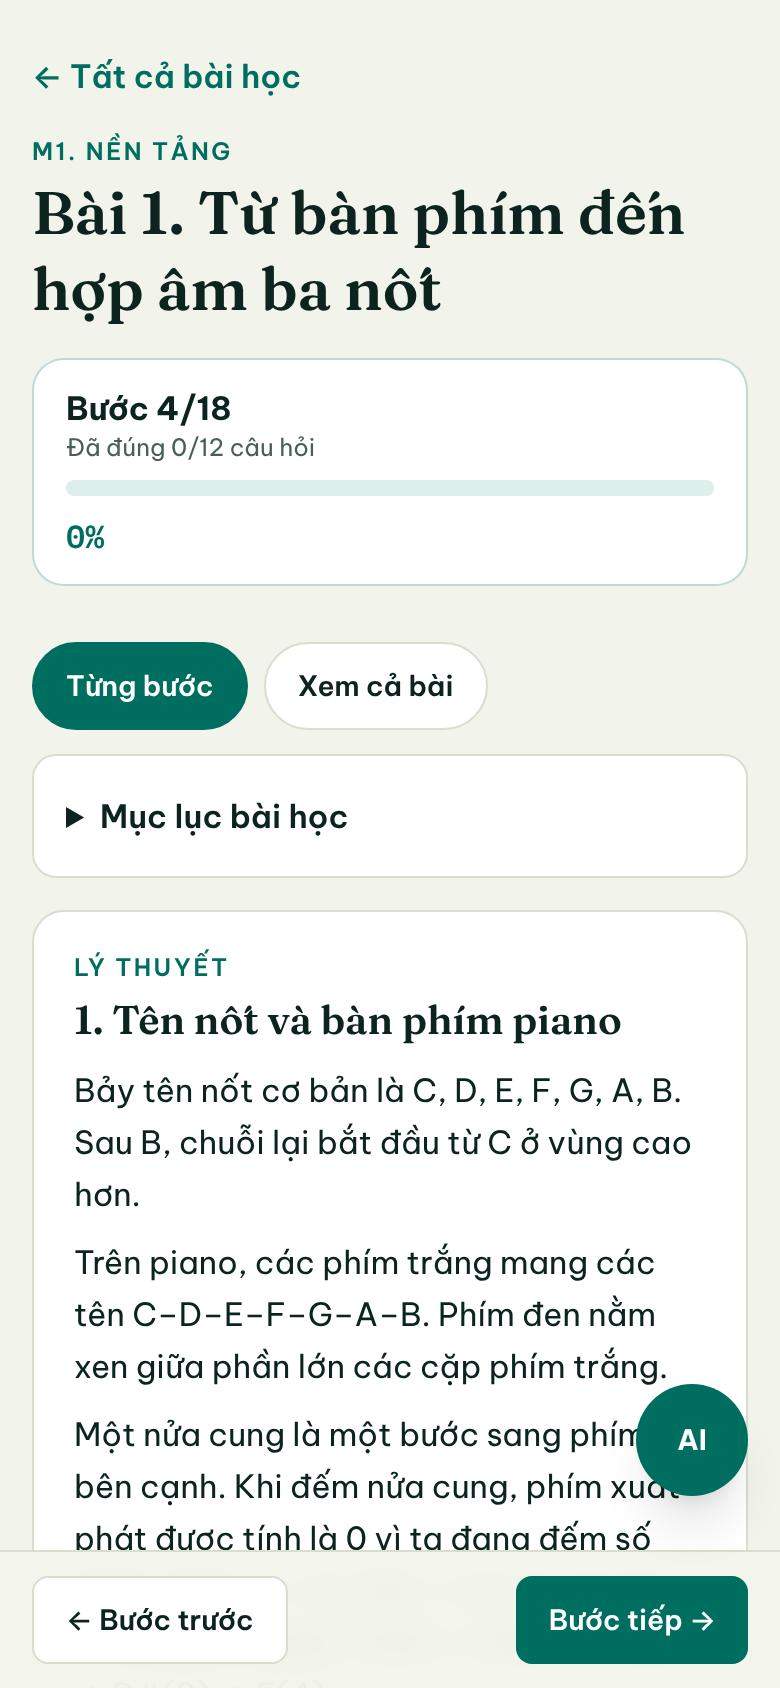 ← Tất cả bài học
M1. NỀN TẢNG
Bài 1. Từ bàn phím đến
hợp âm ba nốt
Bước 4/18
Đã đúng 0/12 câu hỏi
0%
Từng bước
Xem cả bài
▶ Mục lục bài học
LÝ THUYẾT
1. Tên nốt và bàn phím piano
Bảy tên nốt cơ bản là C, D, E, F, G, A, B.
Sau B, chuỗi lại bắt đầu từ C ở vùng cao
hơn.
Trên piano, các phím trắng mang các
tên C–D–E–F–G–A–B. Phím đen nằm
xen giữa phần lớn các cặp phím trắng.
Một nửa cung là một bước sang phím
bên cạnh. Khi đếm nửa cung, phím xuất
phát được tính là 0 vì ta đang đếm số
AI
← Bước trước
Bước tiếp →